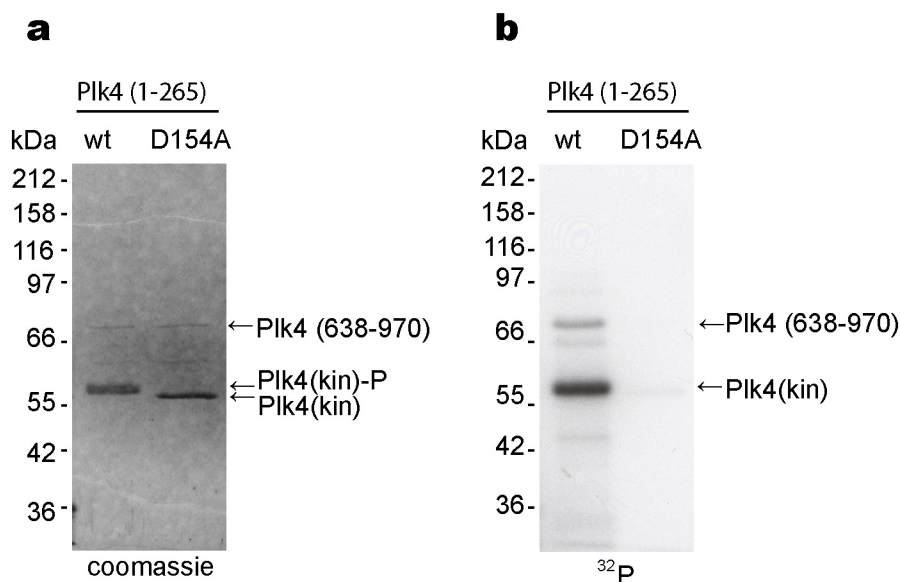 a
Plk4 (1-265)
kDa wt D154A
212-
158-
116-
97-
66-
55-
42-
36-
←Plk4 (638-970)
←Plk4(kin)-P
←Plk4(kin)
coomassie
b
Plk4 (1-265)
kDa wt D154A
212-
158-
116-
97-
66-
55-
42-
36-
←Plk4 (638-970)
←Plk4(kin)
³²P